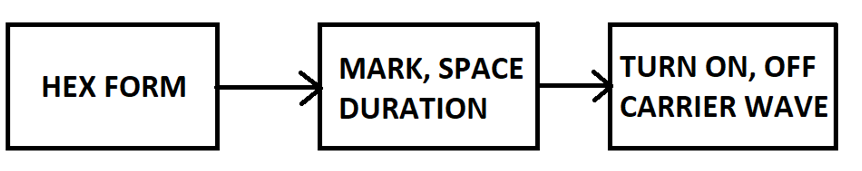 HEX FORM
MARK, SPACE
DURATION
TURN ON, OFF
CARRIER WAVE